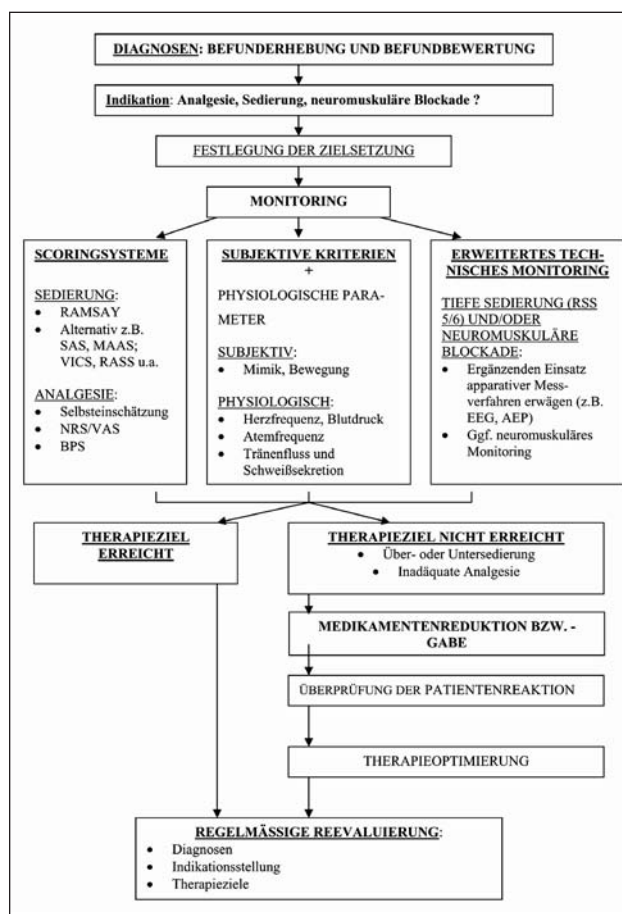 DIAGNOSEN: BEFUNDERHEBUNG UND BEFUNDBEWERTUNG
Indikation: Analgesie, Sedierung, neuromuskuläre Blockade ?
FESTLEGUNG DER ZIELSETZUNG
MONITORING
SCORINGSYSTEME
SEDIERUNG:
• RAMSAY
• Alternativ z.B.
SAS, MAAS;
VICS, RASS u.a.
ANALGESIE:
• Selbsteinschätzung
• NRS/VAS
• BPS
SUBJEKTIVE KRITERIEN
+
PHYSIOLOGISCHE PARA-
METER
SUBJEKTIV:
• Mimik, Bewegung
PHYSIOLOGISCH:
• Herzfrequenz, Blutdruck
• Atemfrequenz
• Tränenfluss und
Schweißsekretion
ERWEITERTES TECH-
NISCHES MONITORING
TIEFE SEDIERUNG (RSS
5/6) UND/ODER
NEUROMUSKULÄRE
BLOCKADE:
• Ergänzenden Einsatz
apparativer Mess-
verfahren erwägen (z.B.
EEG, AEP)
• Ggf. neuromuskuläres
Monitoring
THERAPIEZIEL
ERREICHT
THERAPIEZIEL NICHT ERREICHT
• Über- oder Untersedierung
• Inadäquate Analgesie
MEDIKAMENTENREDUKTION BZW. -
GABE
ÜBERPRÜFUNG DER PATIENTENREAKTION
THERAPIEOPTIMIERUNG
REGELMÄSSIGE REEVALUIERUNG:
• Diagnosen
• Indikationsstellung
• Therapieziele